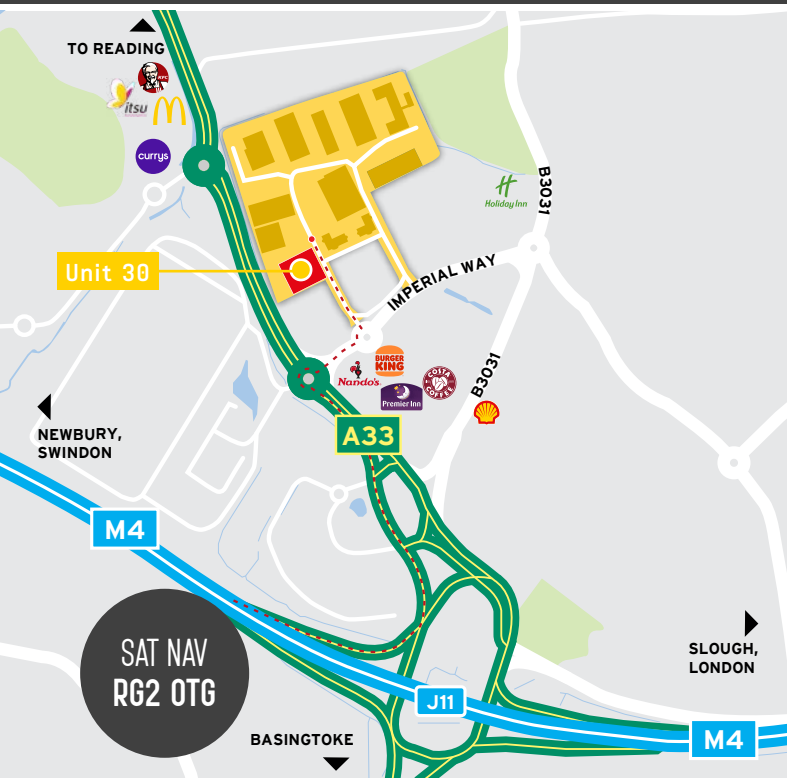 TO READING
KFC
itsu
currys
Unit 30
Holiday Inn
B3031
IMPERIAL WAY
BURGER
KING
Nando's
COSTA
COFFEE
Premier Inn
B3031
A33
NEWBURY,
SWINDON
M4
SAT NAV
RG2 0TG
SLOUGH,
LONDON
J11
M4
BASINGTOKE